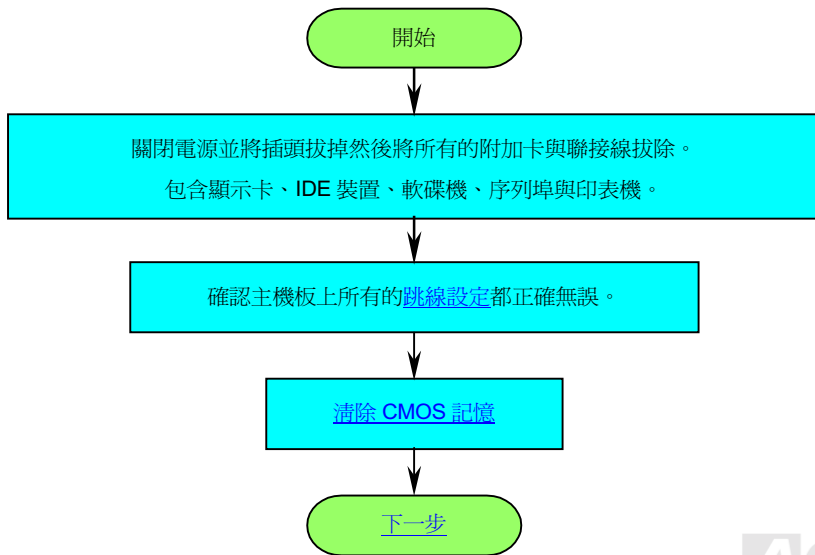 開始
關閉電源並將插頭拔掉然後將所有的附加卡與聯接線拔除。
包含顯示卡、IDE 裝置、軟碟機、序列埠與印表機。
確認主機板上所有的跳線設定都正確無誤。
清除 CMOS 記憶
下一步